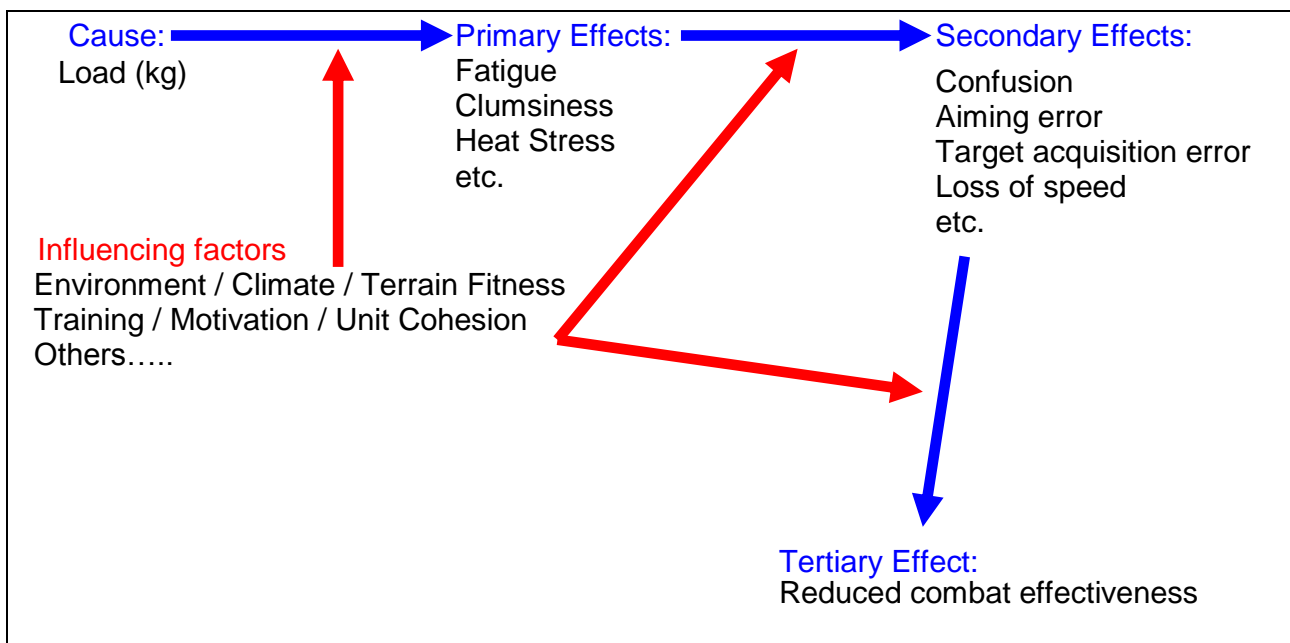 Cause:
Load (kg)
Primary Effects:
Fatigue
Clumsiness
Heat Stress
etc.
Secondary Effects:
Confusion
Aiming error
Target acquisition error
Loss of speed
etc.
Influencing factors
Environment / Climate / Terrain Fitness
Training / Motivation / Unit Cohesion
Others.....
Tertiary Effect:
Reduced combat effectiveness